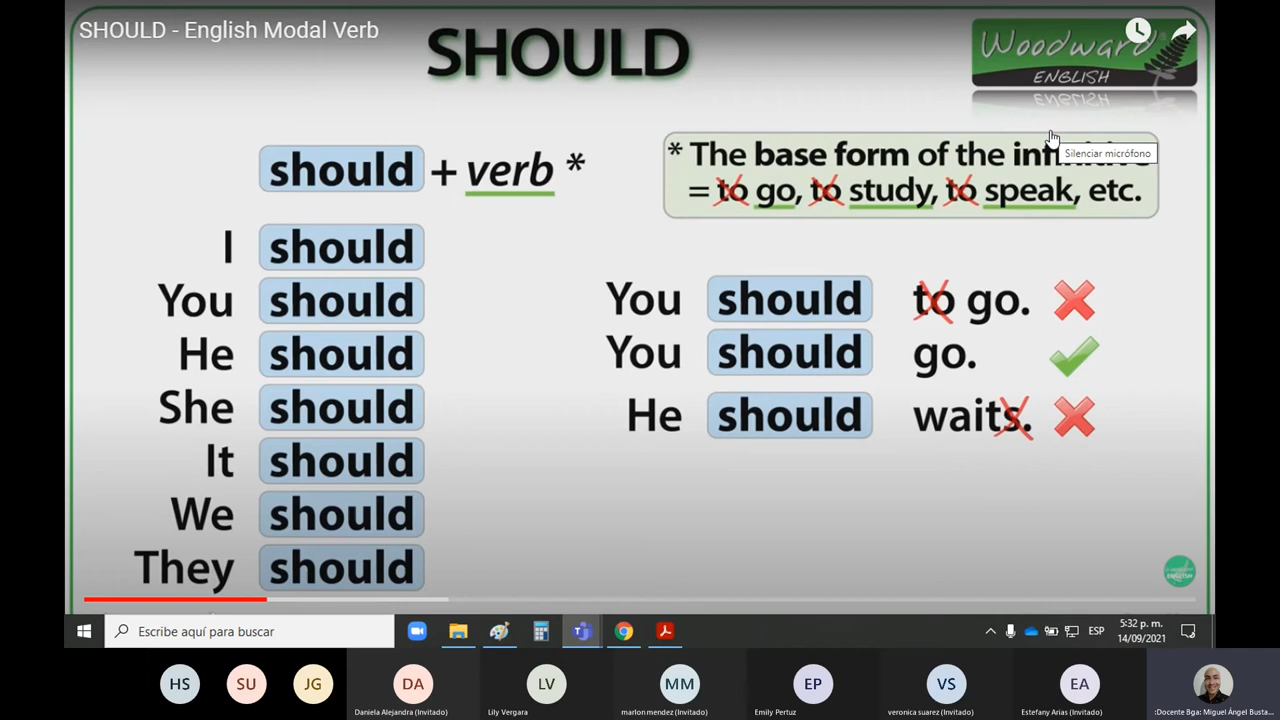 SHOULD - English Modal Verb
SHOULD
Woodward
ENGLISH
should + verb *
* The base form of the infinitive
= to go, to study, to speak, etc.
Silenciar micrófono
I should
You should
He should
She should
It should
We should
They should
You should to go.
You should go.
He should waits.
Escribe aquí para buscar
ESP
5:32 p. m.
14/09/2021
HS
SU
JG
DA
LV
MM
EP
VS
EA
Daniela Alejandra (Invitado)
Lily Vergara
marlon mendez (Invitado)
Emily Pertuz
veronica suarez (Invitado)
Estefany Arias (Invitado)
:Docente Bga: Miguel Ángel Busta...